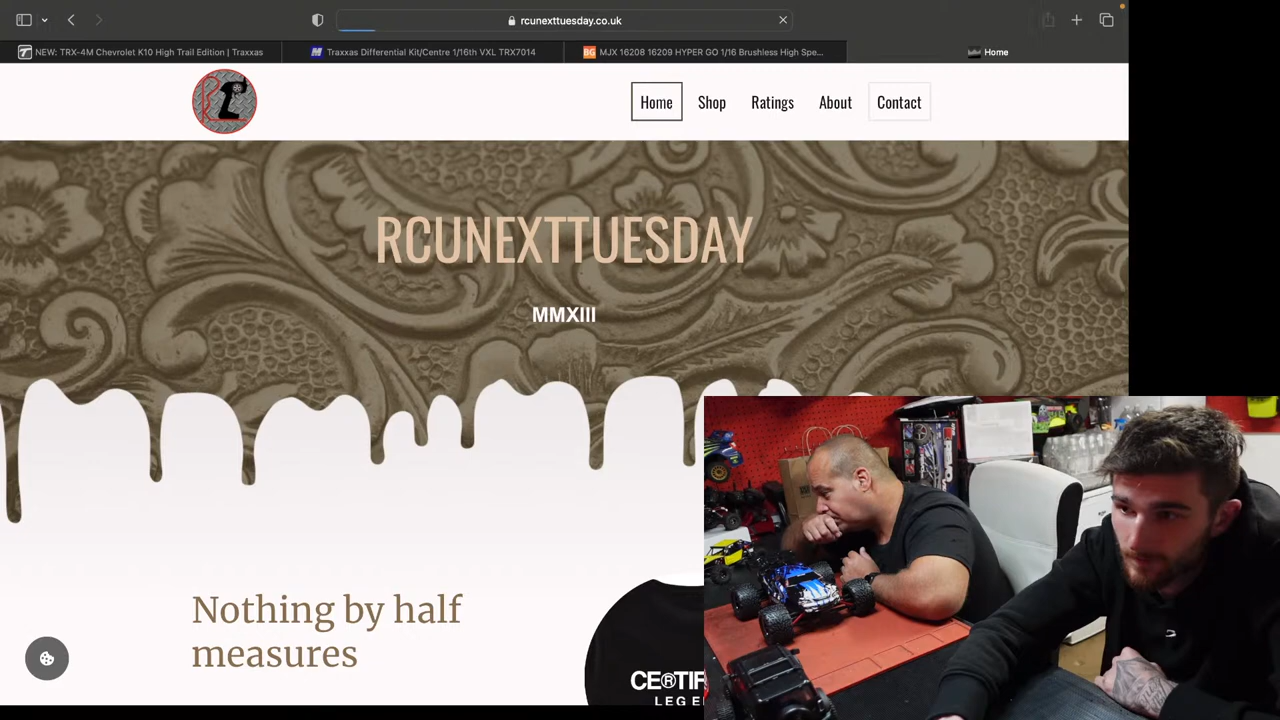 rcunexttuesday.co.uk
NEW: TRX-4M Chevrolet K10 High Trail Edition | Traxxas
Traxxas Differential Kit/Centre 1/16th VXL TRX7014
BG
MJX 16208 16209 HYPER GO 1/16 Brushless High Spe...
Home
Home
Shop
Ratings
About
Contact
RCUNEXTTUESDAY
MMXIII
Nothing by half
measures
CE®TIF
LEGE